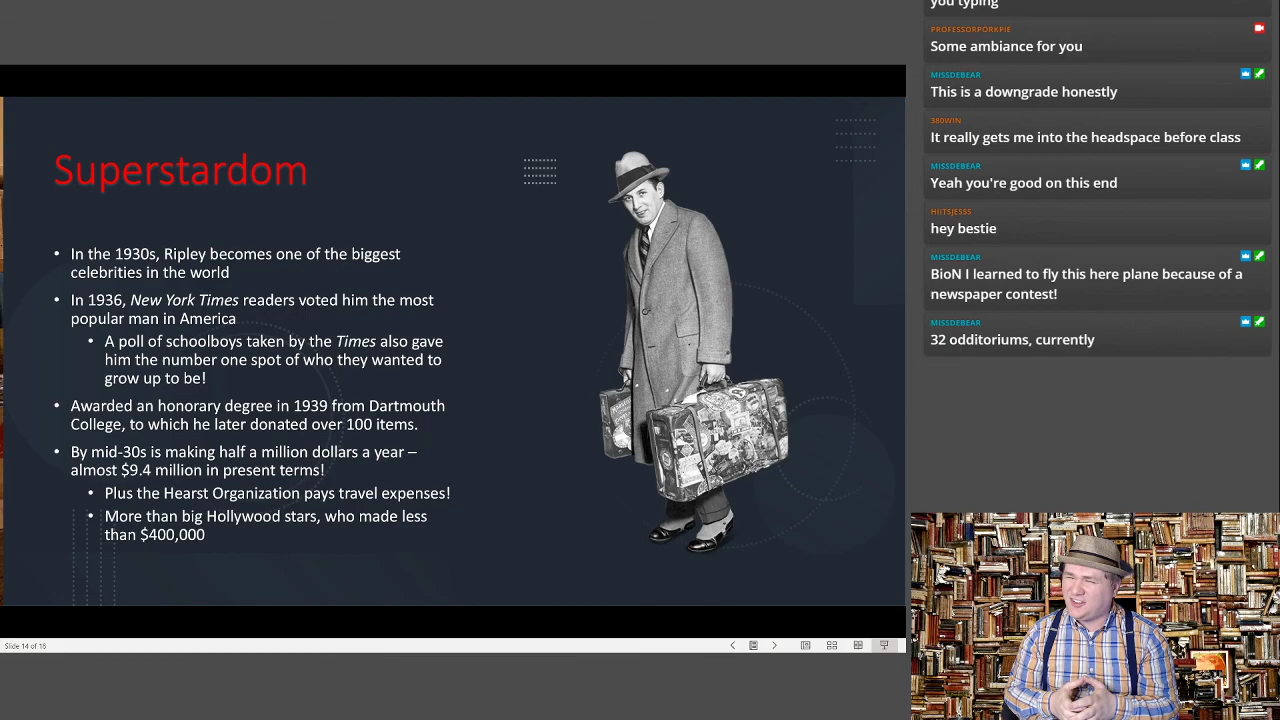 Superstardom
• In the 1930s, Ripley becomes one of the biggest
celebrities in the world
• In 1936, New York Times readers voted him the most
popular man in America
• A poll of schoolboys taken by the Times also gave
him the number one spot of who they wanted to
grow up to be!
• Awarded an honorary degree in 1939 from Dartmouth
College, to which he later donated over 100 items.
• By mid-30s is making half a million dollars a year –
almost $9.4 million in present terms!
• Plus the Hearst Organization pays travel expenses!
• More than big Hollywood stars, who made less
than $400,000
Slide 14 of 18
you typing
PROFESSORPORKPIE
Some ambiance for you
MISSDEBEAR
This is a downgrade honestly
380WIN
It really gets me into the headspace before class
MISSDEBEAR
Yeah you're good on this end
HIITSJESSS
hey bestie
MISSDEBEAR
BioN I learned to fly this here plane because of a
newspaper contest!
MISSDEBEAR
32 odditoriums, currently